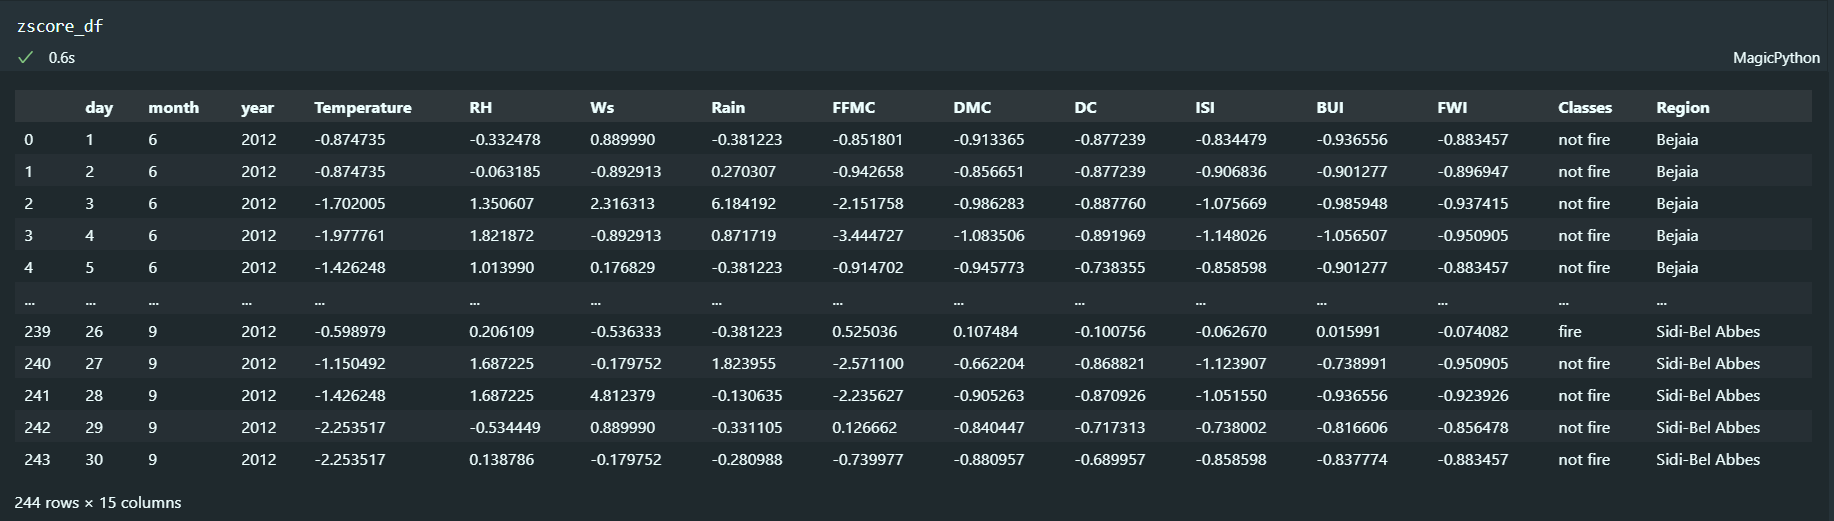 zscore_df
0.6s
MagicPython
day month year Temperature RH Ws Rain FFMC DMC DC ISI BUI FWI Classes Region
0 1 6 2012 -0.874735 -0.332478 0.889990 -0.381223 -0.851801 -0.913365 -0.877239 -0.834479 -0.936556 -0.883457 not fire Bejaia
1 2 6 2012 -0.874735 -0.063185 -0.892913 0.270307 -0.942658 -0.856651 -0.877239 -0.906836 -0.901277 -0.896947 not fire Bejaia
2 3 6 2012 -1.702005 1.350607 2.316313 6.184192 -2.151758 -0.986283 -0.887760 -1.075669 -0.985948 -0.937415 not fire Bejaia
3 4 6 2012 -1.977761 1.821872 -0.892913 0.871719 -3.444727 -1.083506 -0.891969 -1.148026 -1.056507 -0.950905 not fire Bejaia
4 5 6 2012 -1.426248 1.013990 0.176829 -0.381223 -0.914702 -0.945773 -0.738355 -0.858598 -0.901277 -0.883457 not fire Bejaia
... ... ... ... ... ... ... ... ... ... ... ... ... ... ... ...
239 26 9 2012 -0.598979 0.206109 -0.536333 -0.381223 0.525036 0.107484 -0.100756 -0.062670 0.015991 -0.074082 fire Sidi-Bel Abbes
240 27 9 2012 -1.150492 1.687225 -0.179752 1.823955 -2.571100 -0.662204 -0.868821 -1.123907 -0.738991 -0.950905 not fire Sidi-Bel Abbes
241 28 9 2012 -1.426248 1.687225 4.812379 -0.130635 -2.235627 -0.905263 -0.870926 -1.051550 -0.936556 -0.923926 not fire Sidi-Bel Abbes
242 29 9 2012 -2.253517 -0.534449 0.889990 -0.331105 0.126662 -0.840447 -0.717313 -0.738002 -0.816606 -0.856478 not fire Sidi-Bel Abbes
243 30 9 2012 -2.253517 0.138786 -0.179752 -0.280988 -0.739977 -0.880957 -0.689957 -0.858598 -0.837774 -0.883457 not fire Sidi-Bel Abbes
244 rows × 15 columns